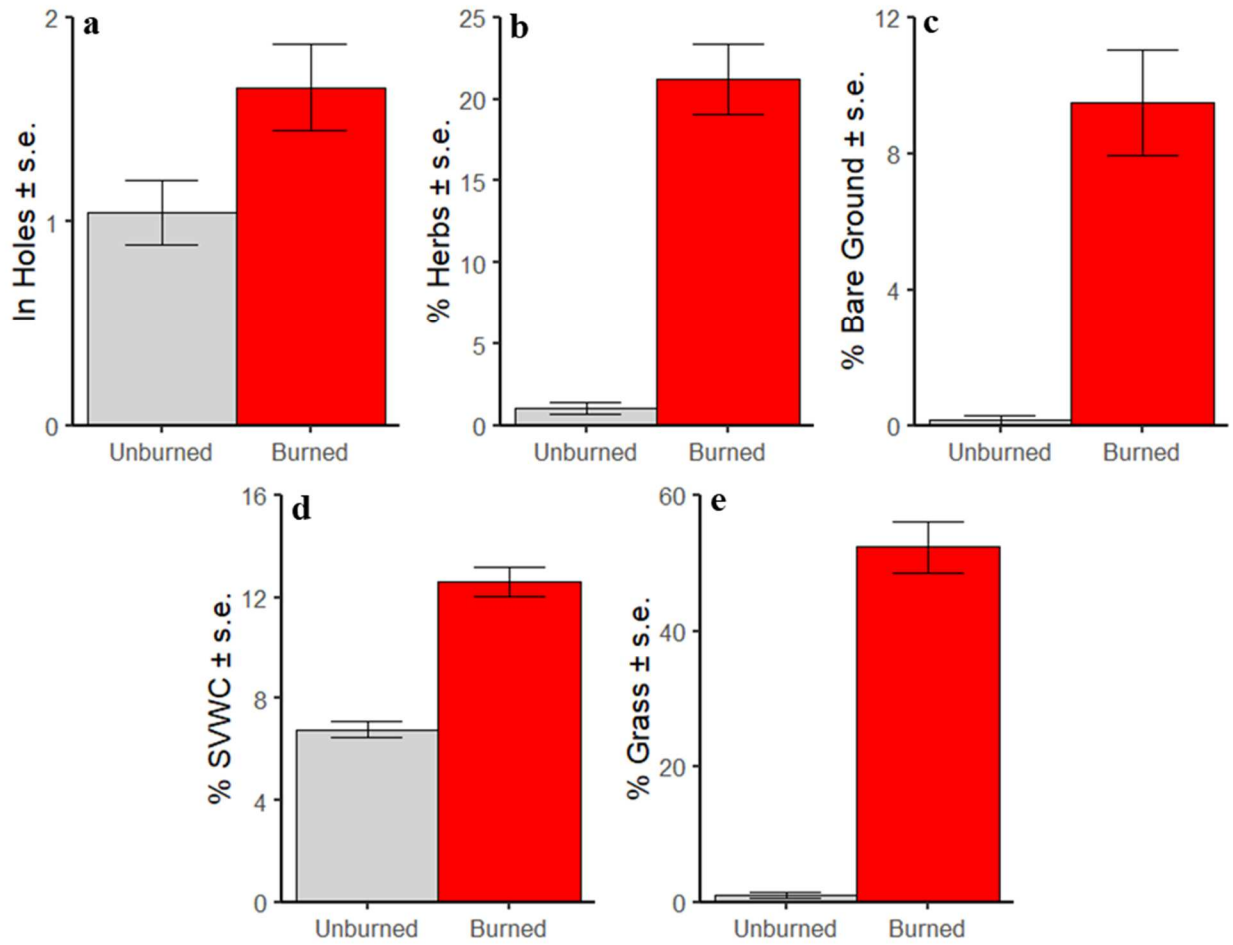 a
2
1
0
ln Holes ± s.e.
Unburned
Burned
b
25
20
15
10
5
0
% Herbs ± s.e.
Unburned
Burned
c
12
8
4
0
% Bare Ground ± s.e.
Unburned
Burned
d
16
12
8
4
0
% SVWC ± s.e.
Unburned
Burned
e
60
40
20
0
% Grass ± s.e.
Unburned
Burned